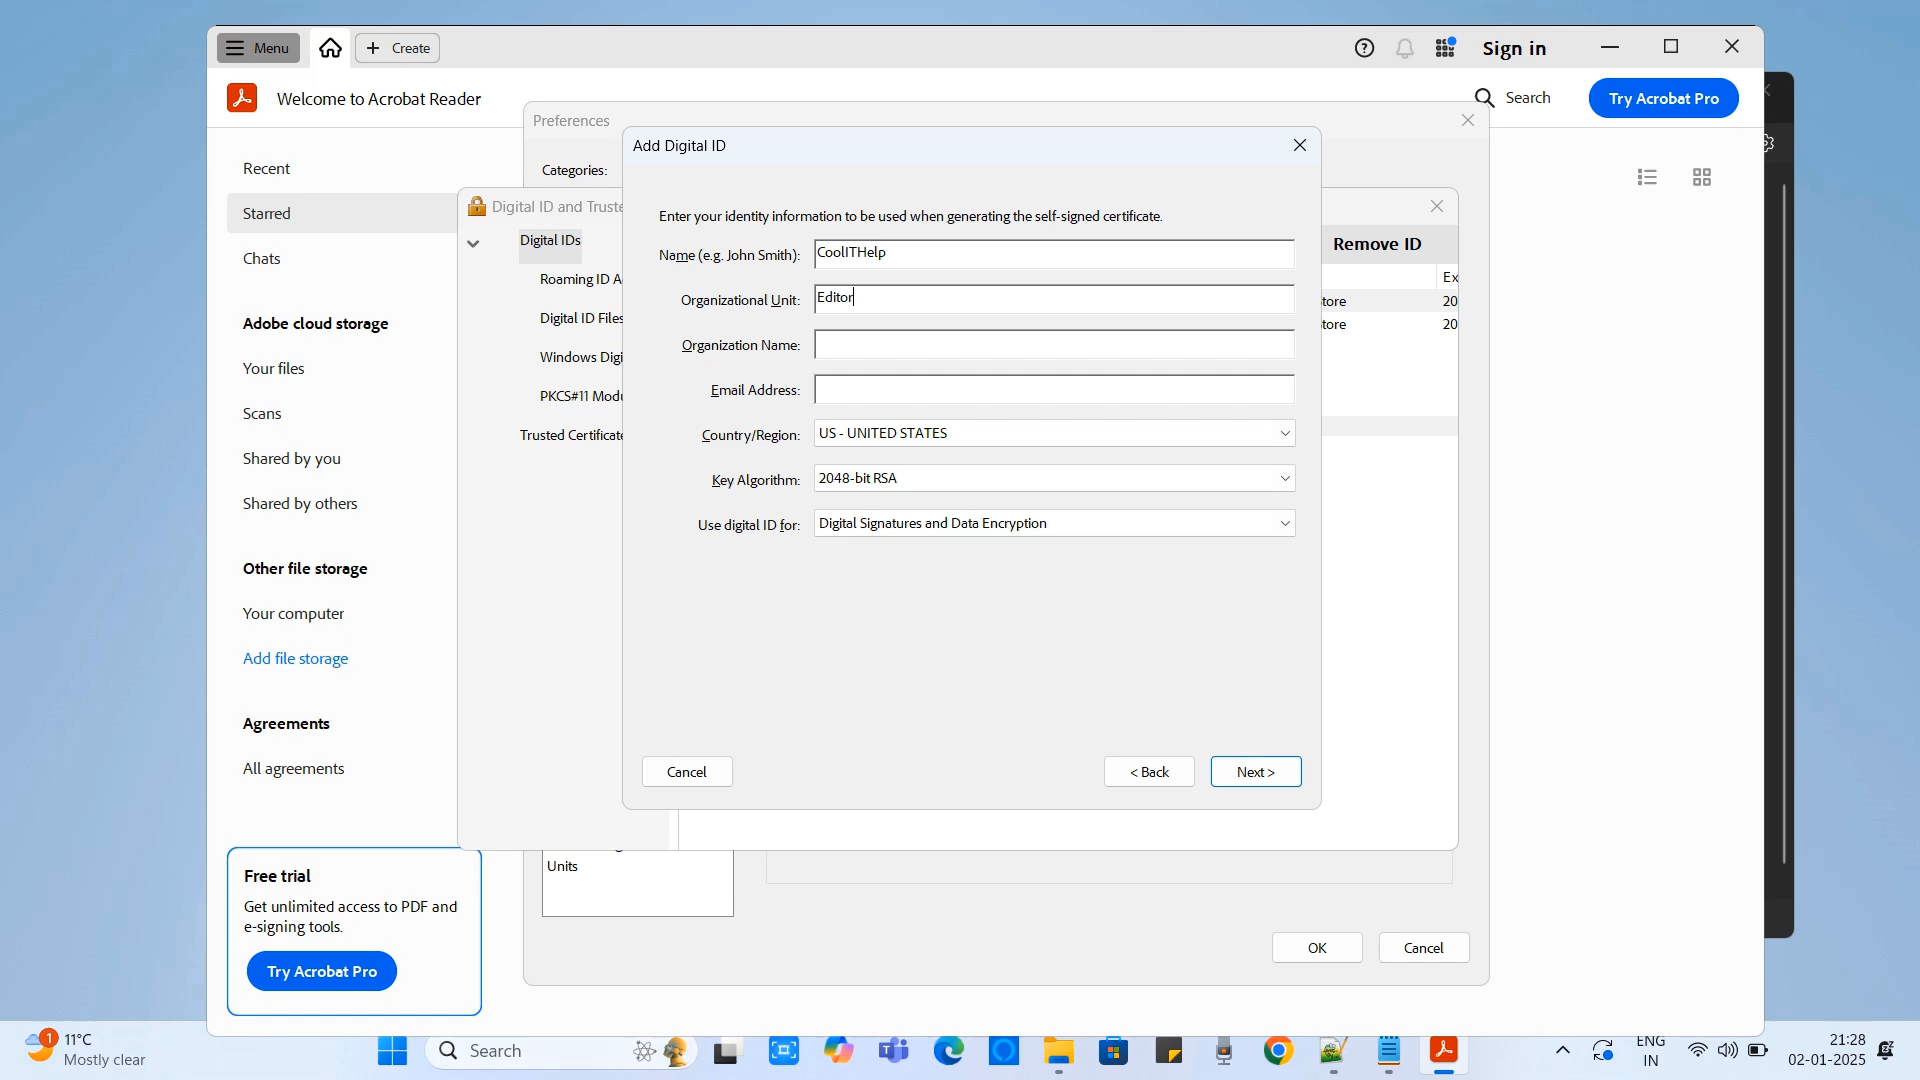 Menu
Create
Sign in
Welcome to Acrobat Reader
Search
Try Acrobat Pro
Recent
Starred
Chats
Adobe cloud storage
Your files
Scans
Shared by you
Shared by others
Other file storage
Your computer
Add file storage
Agreements
All agreements
Free trial
Get unlimited access to PDF and
e-signing tools.
Try Acrobat Pro
Preferences
Categories:
Units
OK
Cancel
Digital ID and Truste
Digital IDs
Roaming ID A
Digital ID Files
Windows Digi
PKCS#11 Modu
Trusted Certificate
Remove ID
Ex
tore
20
tore
20
Add Digital ID
Enter your identity information to be used when generating the self-signed certificate.
Name (e.g. John Smith): CoolITHelp
Organizational Unit: Editor
Organization Name:
Email Address:
Country/Region: US - UNITED STATES
Key Algorithm: 2048-bit RSA
Use digital ID for: Digital Signatures and Data Encryption
Cancel
< Back
Next >
1
11°C
Mostly clear
Search
ENG
IN
21:28
02-01-2025